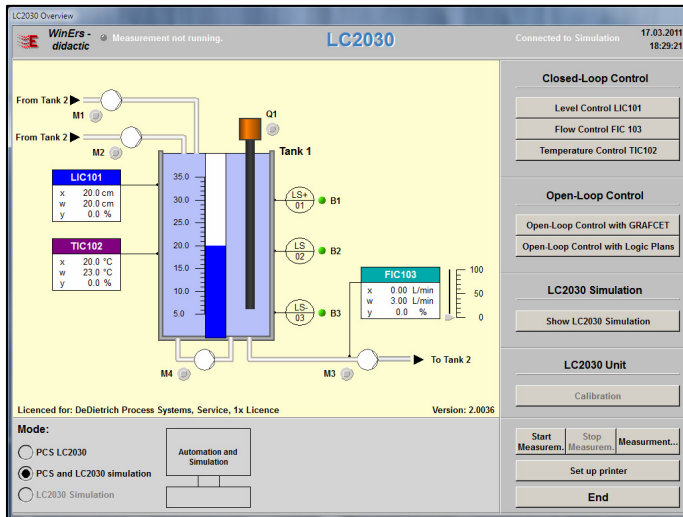 LC2030 Overview
WinErs -
didactic
Measurement not running.
LC2030
Connected to Simulation
17.03.2011
18:29:21
From Tank 2
M1
From Tank 2
M2
Q1
Tank 1
LIC101
x 20.0 cm
w 20.0 cm
y 0.0 %
TIC102
x 20.0 °C
w 23.0 °C
y 0.0 %
35.0
30.0
25.0
20.0
15.0
10.0
5.0
LS+
01
B1
LS
02
B2
LS-
03
B3
FIC103
x 0.00 L/min
w 3.00 L/min
y 0.0 %
100
50
0
M4
M3
To Tank 2
Licenced for: DeDietrich Process Systems, Service, 1x Licence
Version: 2.0036
Mode:
PCS LC2030
PCS and LC2030 simulation
LC2030 Simulation
Automation and
Simulation
Closed-Loop Control
Level Control LIC101
Flow Control FIC 103
Temperature Control TIC102
Open-Loop Control
Open-Loop Control with GRAFCET
Open-Loop Control with Logic Plans
LC2030 Simulation
Show LC2030 Simulation
LC2030 Unit
Calibration
Start
Measurem.
Stop
Measurem.
Measurment...
Set up printer
End